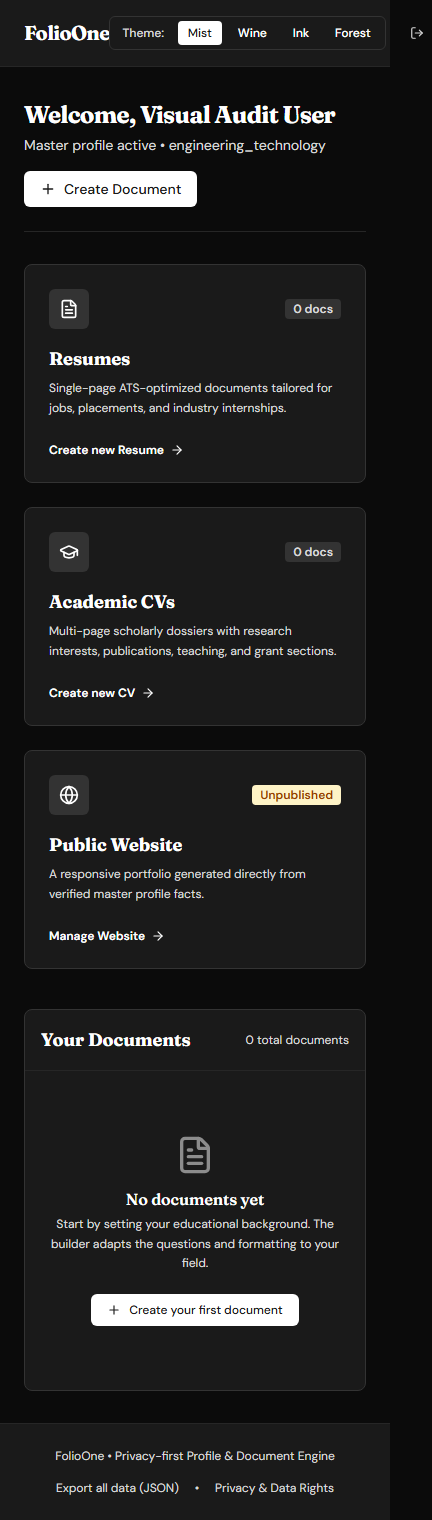 FolioOne Theme: Mist Wine Ink Forest
Welcome, Visual Audit User
Master profile active • engineering_technology
+ Create Document
0 docs
Resumes
Single-page ATS-optimized documents tailored for
jobs, placements, and industry internships.
Create new Resume →
0 docs
Academic CVs
Multi-page scholarly dossiers with research
interests, publications, teaching, and grant sections.
Create new CV →
Unpublished
Public Website
A responsive portfolio generated directly from
verified master profile facts.
Manage Website →
Your Documents 0 total documents
No documents yet
Start by setting your educational background. The
builder adapts the questions and formatting to your
field.
+ Create your first document
FolioOne • Privacy-first Profile & Document Engine
Export all data (JSON) • Privacy & Data Rights